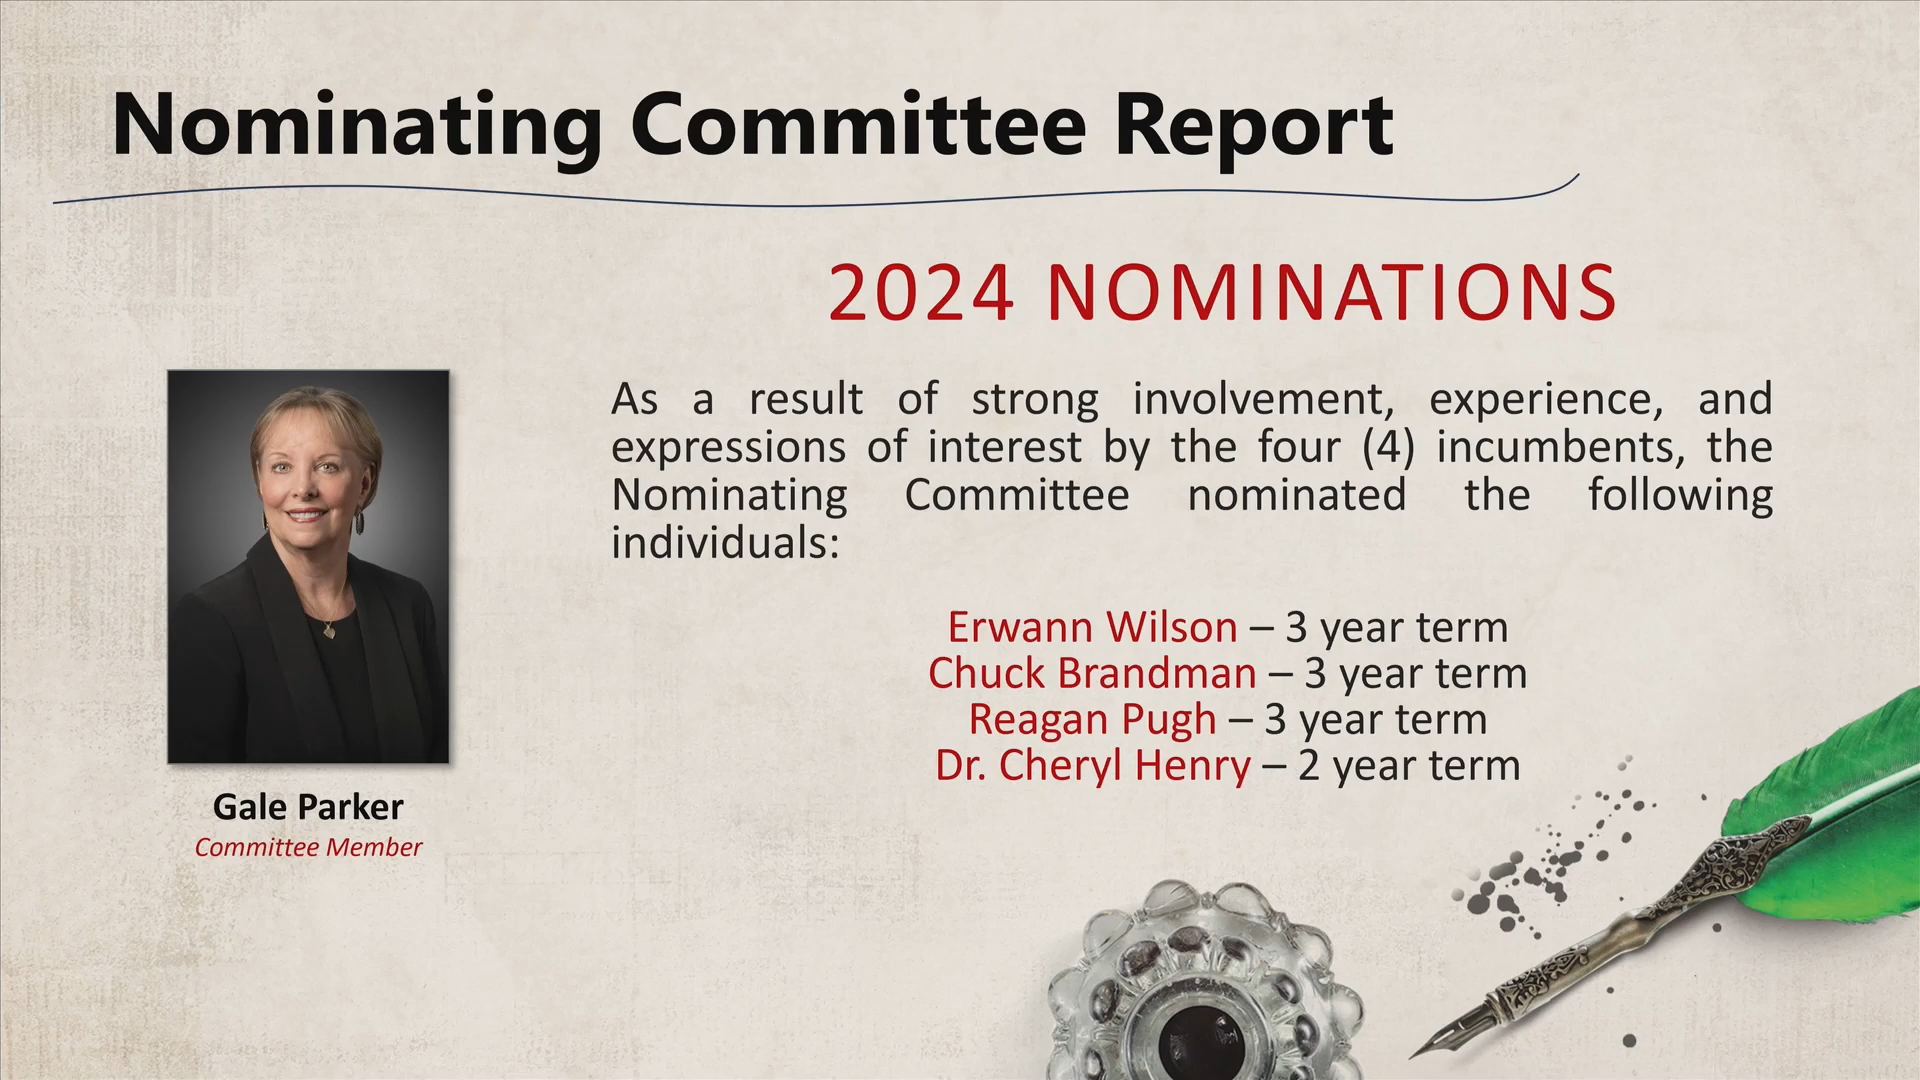 Nominating Committee Report
2024 NOMINATIONS
As a result of strong involvement, experience, and
expressions of interest by the four (4) incumbents, the
Nominating Committee nominated the following
individuals:
Erwann Wilson – 3 year term
Chuck Brandman – 3 year term
Reagan Pugh – 3 year term
Dr. Cheryl Henry – 2 year term
Gale Parker
Committee Member